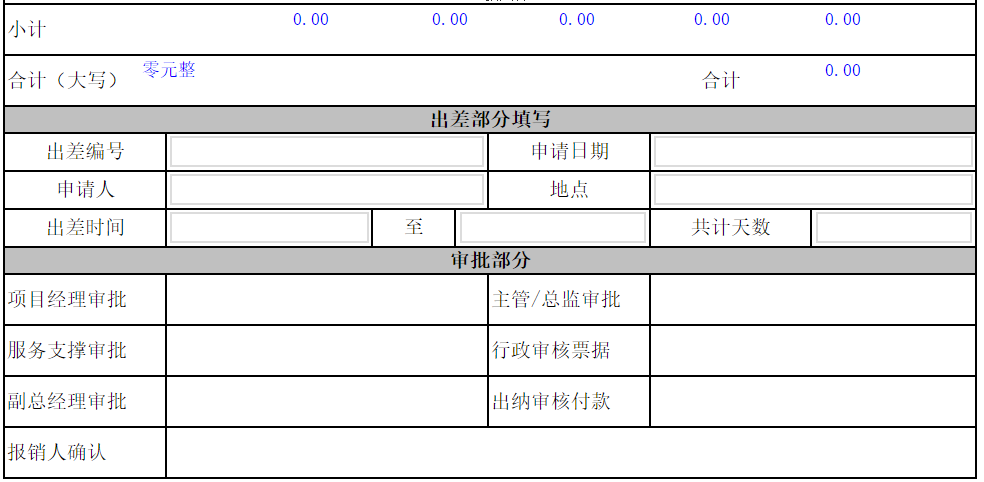 小计 0.00 0.00 0.00 0.00 0.00
合计（大写） 零元整 合计 0.00
出差部分填写
出差编号 申请日期
申请人 地点
出差时间 至 共计天数
审批部分
项目经理审批 主管/总监审批
服务支撑审批 行政审核票据
副总经理审批 出纳审核付款
报销人确认